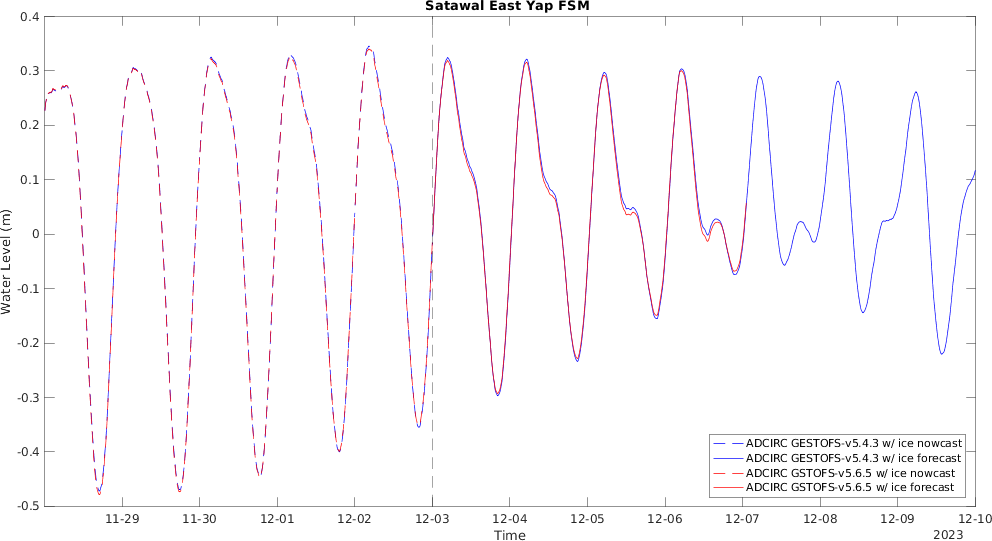 Satawal East Yap FSM
0.4
0.3
0.2
0.1
0
-0.1
-0.2
-0.3
-0.4
-0.5
Water Level (m)
ADCIRC GESTOFS-v5.4.3 w/ ice nowcast
ADCIRC GESTOFS-v5.4.3 w/ ice forecast
ADCIRC GSTOFS-v5.6.5 w/ ice nowcast
ADCIRC GSTOFS-v5.6.5 w/ ice forecast
11-29 11-30 12-01 12-02 12-03 12-04 12-05 12-06 12-07 12-08 12-09 12-10
Time
2023